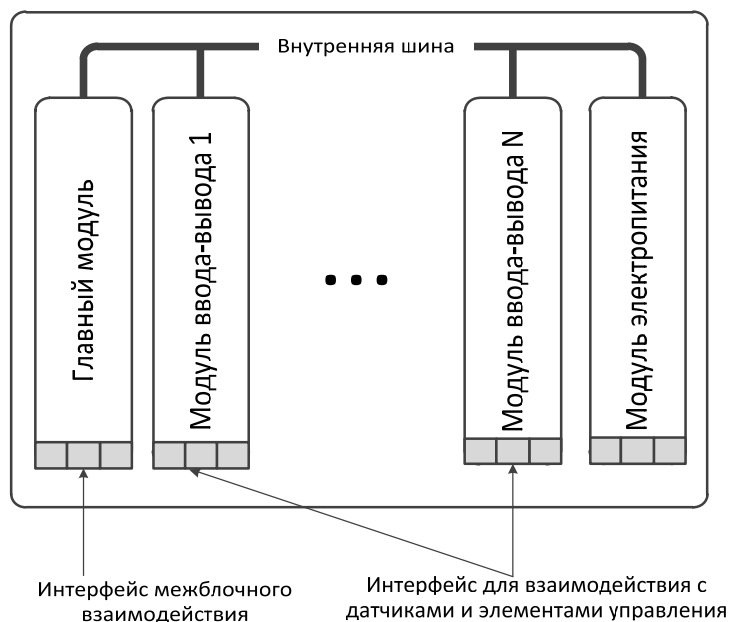 Внутренняя шина
Главный модуль
Модуль ввода-вывода 1
Модуль ввода-вывода N
Модуль электропитания
Интерфейс межблочного
взаимодействия
Интерфейс для взаимодействия с
датчиками и элементами управления